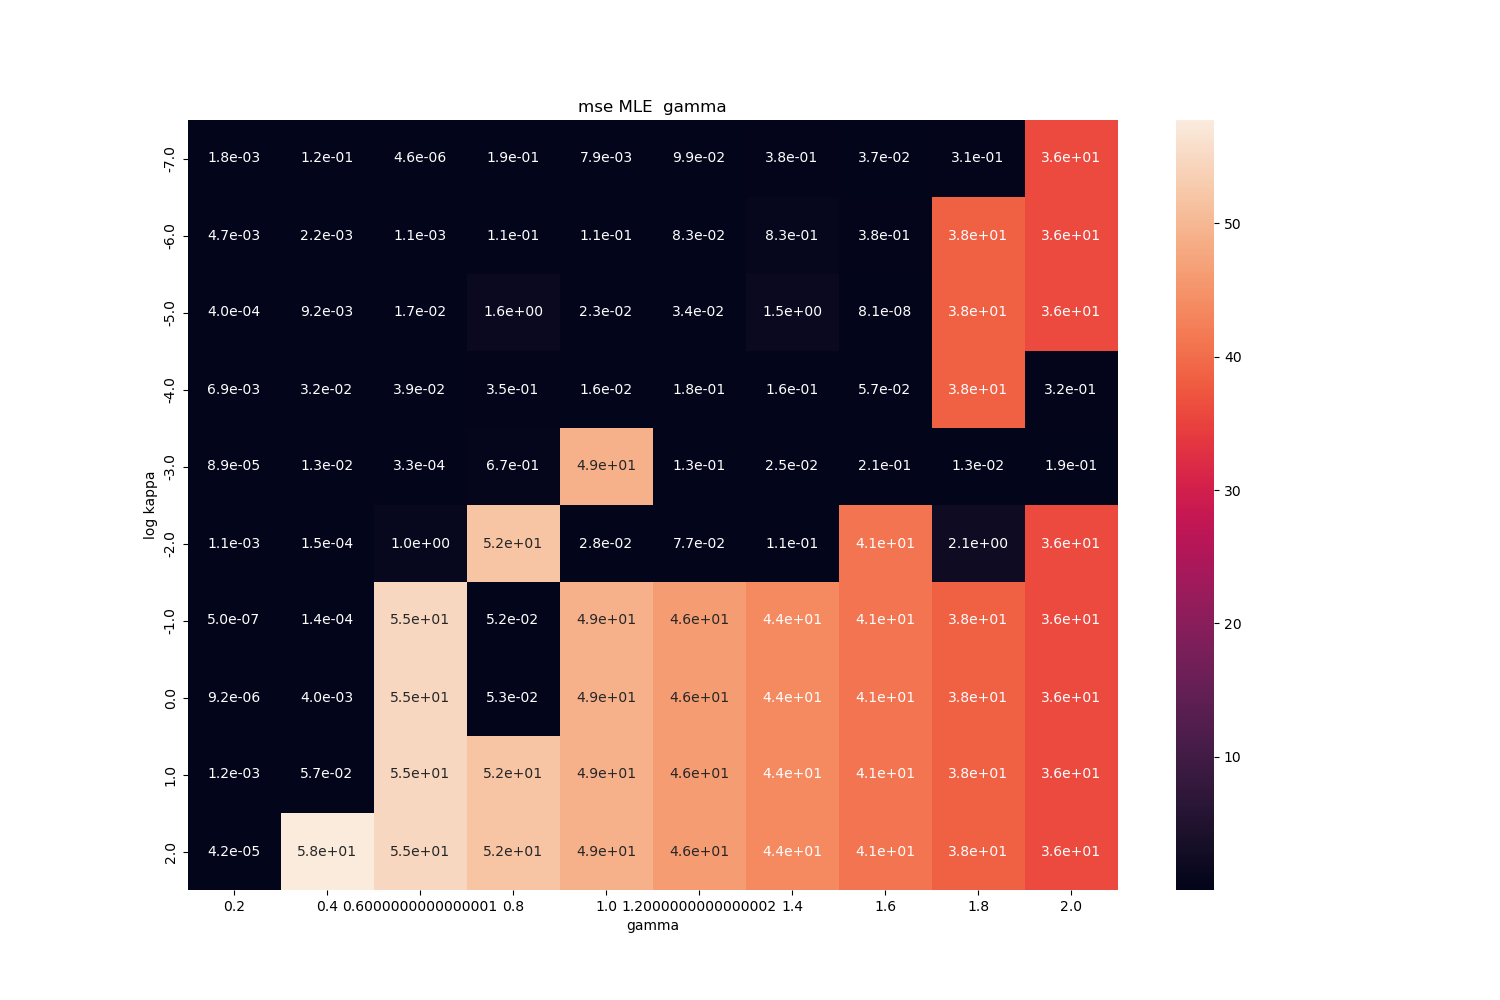 mse MLE  gamma
-7.0 1.8e-03 1.2e-01 4.6e-06 1.9e-01 7.9e-03 9.9e-02 3.8e-01 3.7e-02 3.1e-01 3.6e+01
-6.0 4.7e-03 2.2e-03 1.1e-03 1.1e-01 1.1e-01 8.3e-02 8.3e-01 3.8e-01 3.8e+01 3.6e+01
50
-5.0 4.0e-04 9.2e-03 1.7e-02 1.6e+00 2.3e-02 3.4e-02 1.5e+00 8.1e-08 3.8e+01 3.6e+01
40
-4.0 6.9e-03 3.2e-02 3.9e-02 3.5e-01 1.6e-02 1.8e-01 1.6e-01 5.7e-02 3.8e+01 3.2e-01
-3.0 8.9e-05 1.3e-02 3.3e-04 6.7e-01 4.9e+01 1.3e-01 2.5e-02 2.1e-01 1.3e-02 1.9e-01
30
log kappa
-2.0 1.1e-03 1.5e-04 1.0e+00 5.2e+01 2.8e-02 7.7e-02 1.1e-01 4.1e+01 2.1e+00 3.6e+01
-1.0 5.0e-07 1.4e-04 5.5e+01 5.2e-02 4.9e+01 4.6e+01 4.4e+01 4.1e+01 3.8e+01 3.6e+01
20
0.0 9.2e-06 4.0e-03 5.5e+01 5.3e-02 4.9e+01 4.6e+01 4.4e+01 4.1e+01 3.8e+01 3.6e+01
10
1.0 1.2e-03 5.7e-02 5.5e+01 5.2e+01 4.9e+01 4.6e+01 4.4e+01 4.1e+01 3.8e+01 3.6e+01
2.0 4.2e-05 5.8e+01 5.5e+01 5.2e+01 4.9e+01 4.6e+01 4.4e+01 4.1e+01 3.8e+01 3.6e+01
0.2 0.4 0.6000000000000001 0.8 1.0 1.2000000000000002 1.4 1.6 1.8 2.0
gamma